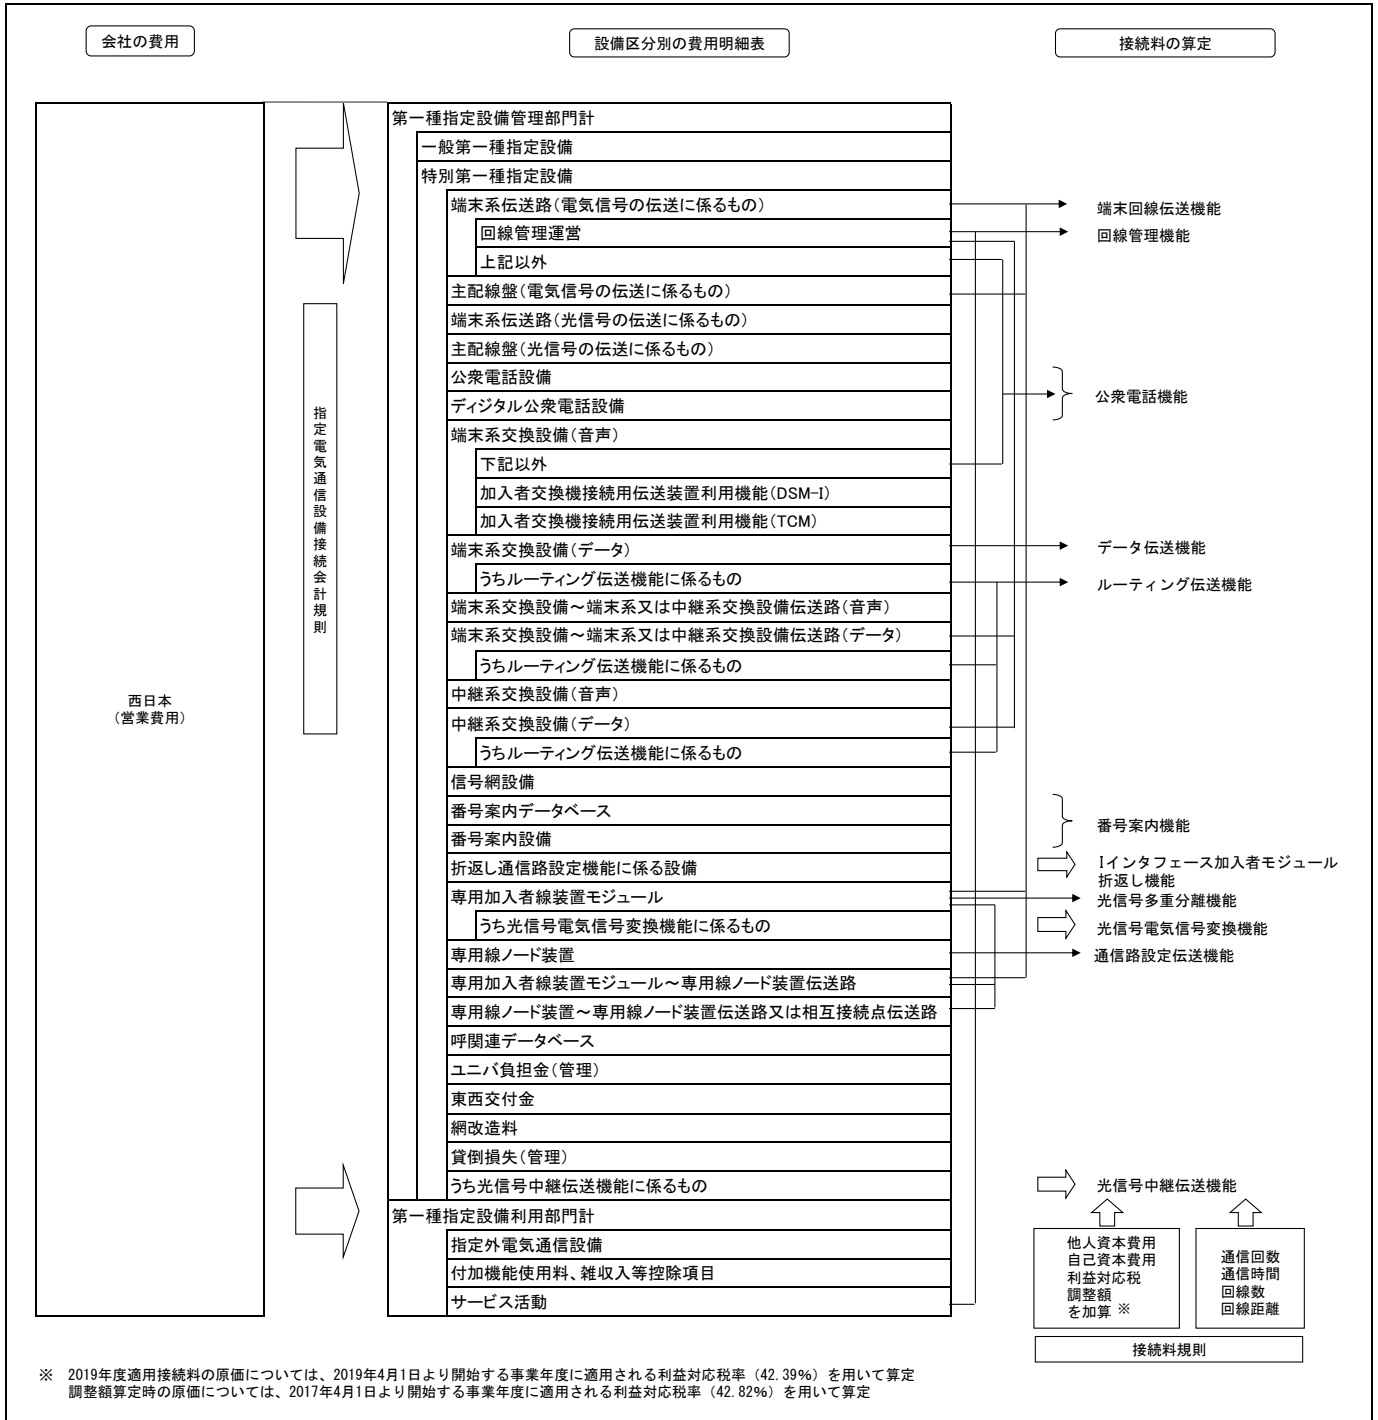 会社の費用
設備区分別の費用明細表
接続料の算定
西日本
(営業費用)
指定電気通信設備接続会計規則
第一種指定設備管理部門計
一般第一種指定設備
特別第一種指定設備
端末系伝送路(電気信号の伝送に係るもの)
回線管理運営
上記以外
主配線盤(電気信号の伝送に係るもの)
端末系伝送路(光信号の伝送に係るもの)
主配線盤(光信号の伝送に係るもの)
公衆電話設備
ディジタル公衆電話設備
端末系交換設備(音声)
下記以外
加入者交換機接続用伝送装置利用機能(DSM-I)
加入者交換機接続用伝送装置利用機能(TCM)
端末系交換設備(データ)
うちルーティング伝送機能に係るもの
端末系交換設備~端末系又は中継系交換設備伝送路(音声)
端末系交換設備~端末系又は中継系交換設備伝送路(データ)
うちルーティング伝送機能に係るもの
中継系交換設備(音声)
中継系交換設備(データ)
うちルーティング伝送機能に係るもの
信号網設備
番号案内データベース
番号案内設備
折返し通信路設定機能に係る設備
専用加入者線装置モジュール
うち光信号電気信号変換機能に係るもの
専用線ノード装置
専用加入者線装置モジュール~専用線ノード装置伝送路
専用線ノード装置~専用線ノード装置伝送路又は相互接続点伝送路
呼関連データベース
ユニバ負担金(管理)
東西交付金
網改造料
貸倒損失(管理)
うち光信号中継伝送機能に係るもの
第一種指定設備利用部門計
指定外電気通信設備
付加機能使用料、雑収入等控除項目
サービス活動
端末回線伝送機能
回線管理機能
公衆電話機能
データ伝送機能
ルーティング伝送機能
番号案内機能
Iインタフェース加入者モジュール
折返し機能
光信号多重分離機能
光信号電気信号変換機能
通信路設定伝送機能
光信号中継伝送機能
他人資本費用
自己資本費用
利益対応税
調整額
を加算 ※
通信回数
通信時間
回線数
回線距離
接続料規則
※ 2019年度適用接続料の原価については、2019年4月1日より開始する事業年度に適用される利益対応税率(42.39%)を用いて算定
調整額算定時の原価については、2017年4月1日より開始する事業年度に適用される利益対応税率(42.82%)を用いて算定